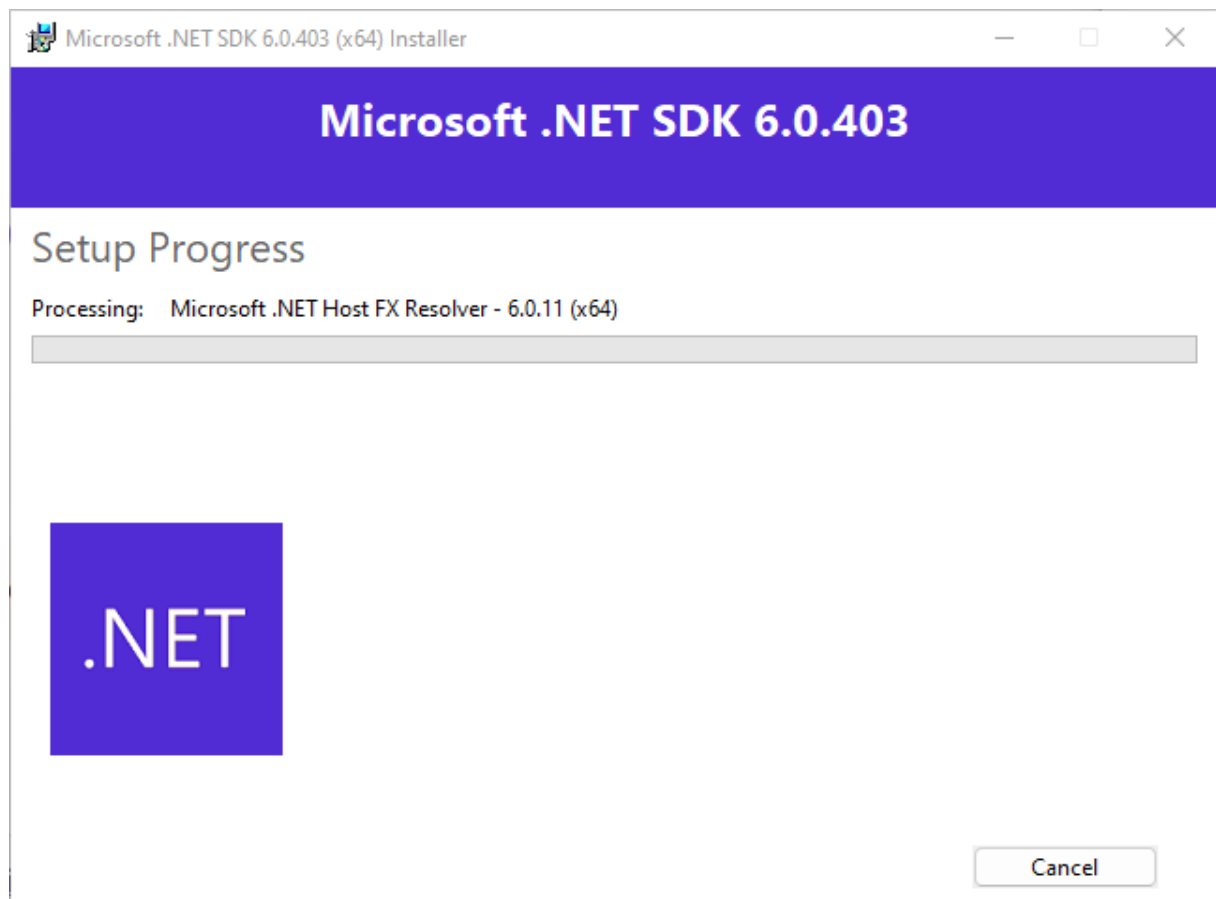 Microsoft .NET SDK 6.0.403 (x64) Installer
Microsoft .NET SDK 6.0.403
Setup Progress
Processing: Microsoft .NET Host FX Resolver - 6.0.11 (x64)
.NET
Cancel